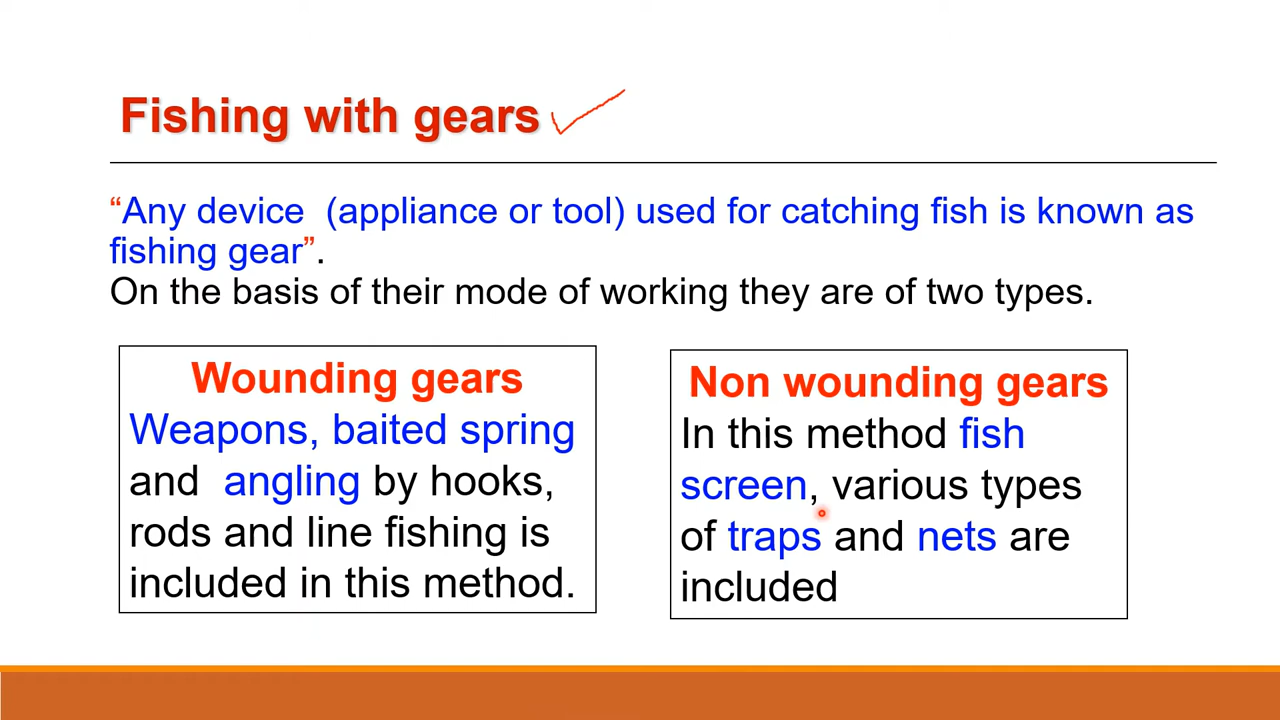 Fishing with gears
“Any device (appliance or tool) used for catching fish is known as
fishing gear”.
On the basis of their mode of working they are of two types.
Wounding gears
Weapons, baited spring
and angling by hooks,
rods and line fishing is
included in this method.
Non wounding gears
In this method fish
screen, various types
of traps and nets are
included